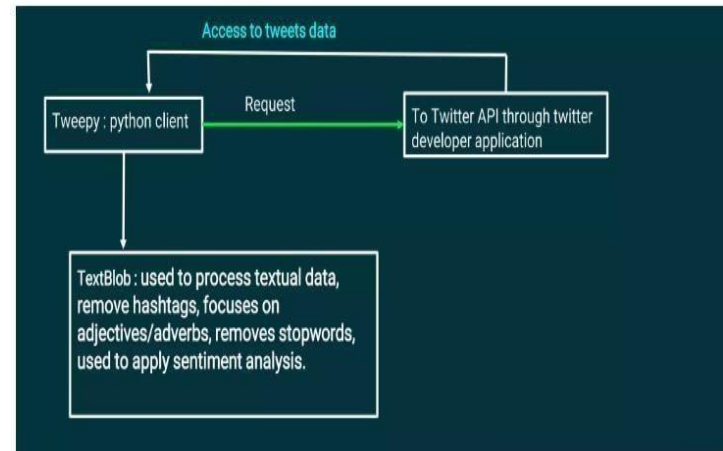 Access to tweets data
Tweepy : python client
Request
To Twitter API through twitter
developer application
TextBlob : used to process textual data,
remove hashtags, focuses on
adjectives/adverbs, removes stopwords,
used to apply sentiment analysis.